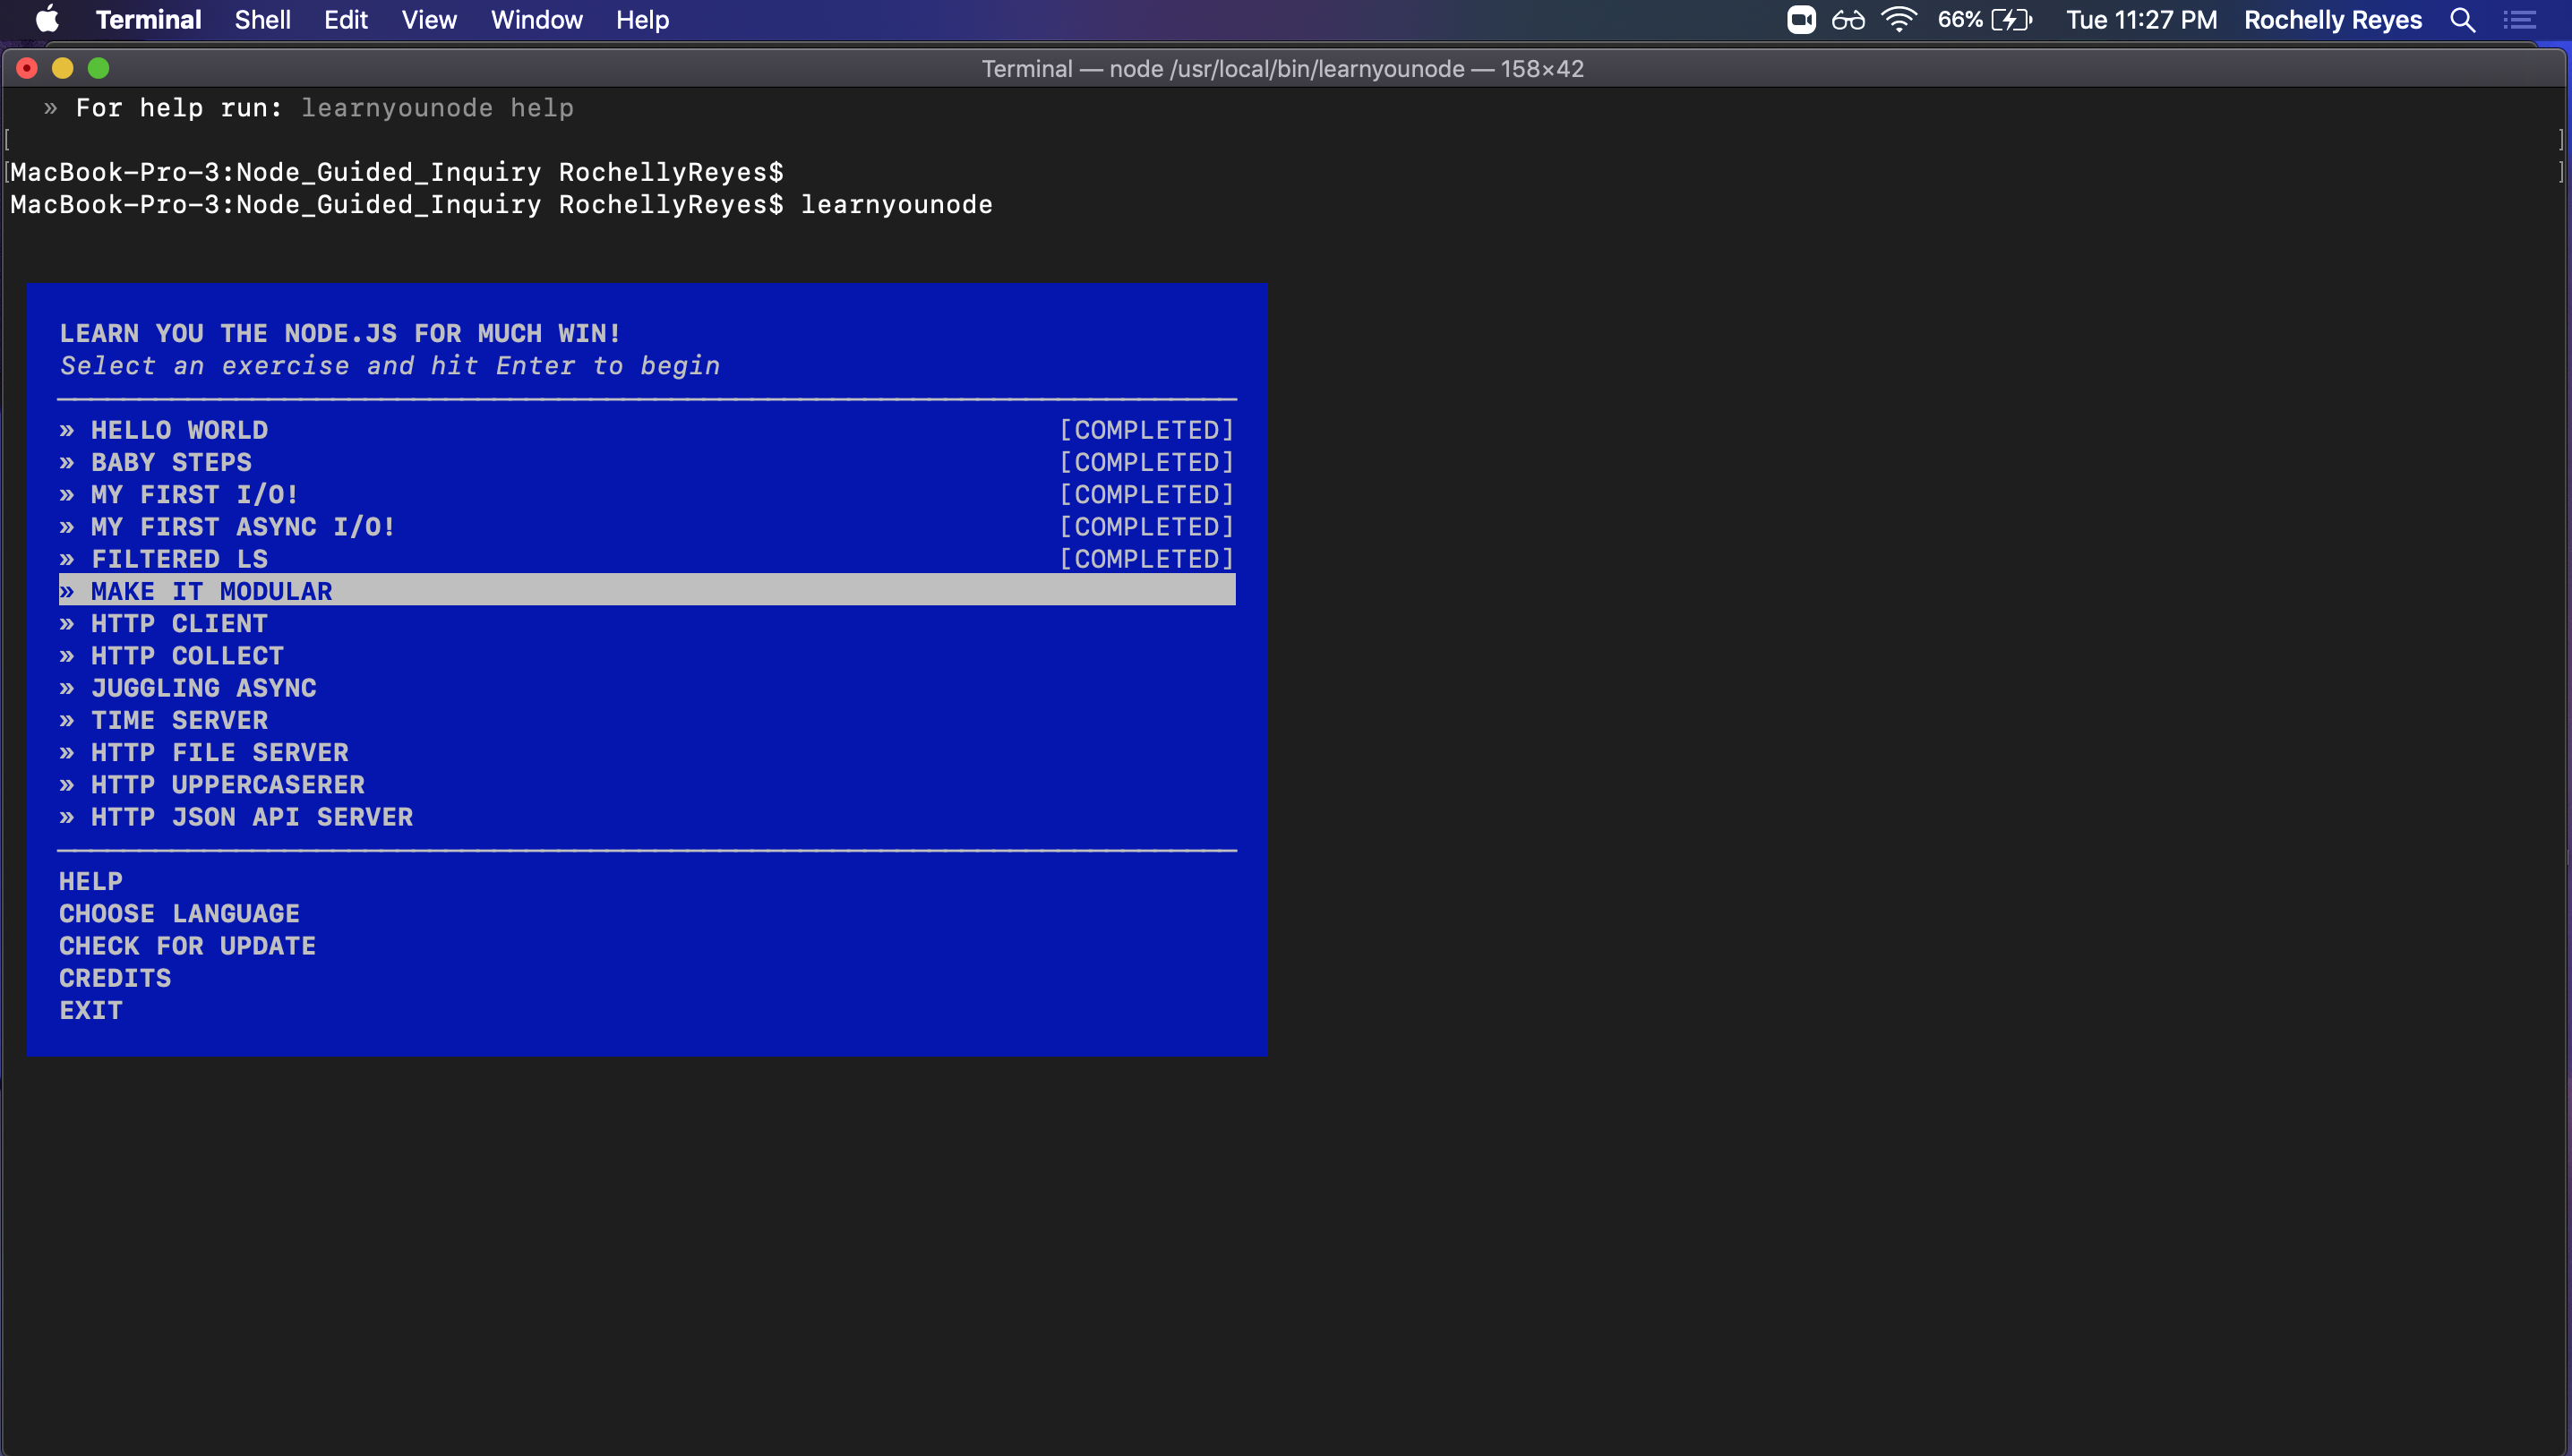 Terminal Shell Edit View Window Help 66% Tue 11:27 PM Rochelly Reyes
Terminal — node /usr/local/bin/learnyounode — 158×42
» For help run: learnyounode help
[ ]
[MacBook-Pro-3:Node_Guided_Inquiry RochellyReyes$ ]
MacBook-Pro-3:Node_Guided_Inquiry RochellyReyes$ learnyounode
LEARN YOU THE NODE.JS FOR MUCH WIN!
Select an exercise and hit Enter to begin
» HELLO WORLD [COMPLETED]
» BABY STEPS [COMPLETED]
» MY FIRST I/O! [COMPLETED]
» MY FIRST ASYNC I/O! [COMPLETED]
» FILTERED LS [COMPLETED]
» MAKE IT MODULAR
» HTTP CLIENT
» HTTP COLLECT
» JUGGLING ASYNC
» TIME SERVER
» HTTP FILE SERVER
» HTTP UPPERCASERER
» HTTP JSON API SERVER
HELP
CHOOSE LANGUAGE
CHECK FOR UPDATE
CREDITS
EXIT